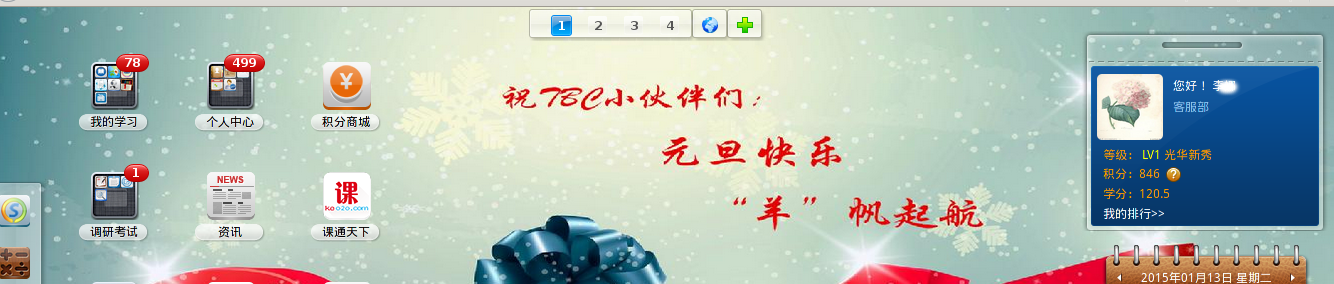 1 2 3 4
78
499
我的学习
个人中心
积分商城
祝TBC小伙伴们：
元旦快乐
“羊”帆起航
您好！李
客服部
等级：LV1 光华新秀
积分：846 ?
学分：120.5
我的排行>>
1
NEWS
课
koozo.com
调研考试
资讯
课通天下
2015年01月13日 星期二